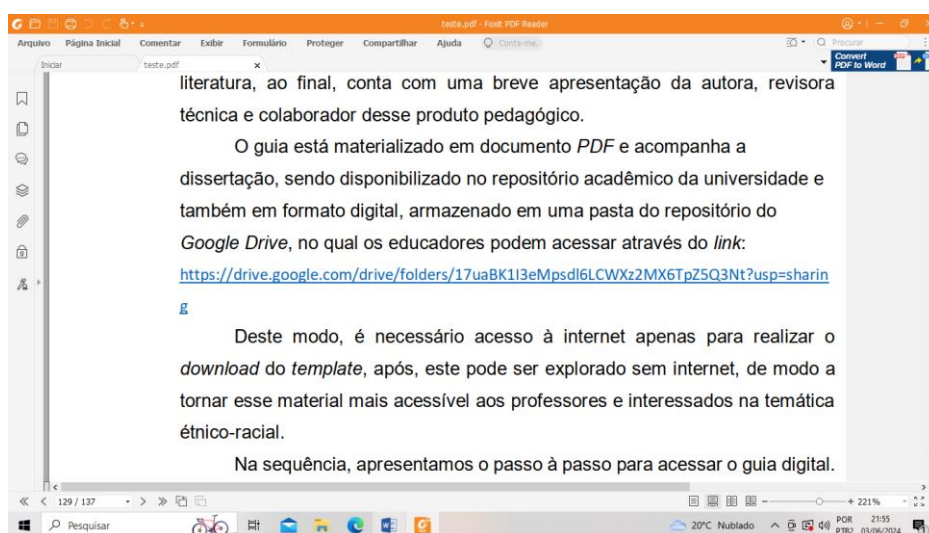 teste.pdf - Foxit PDF Reader
Arquivo Página Inicial Comentar Exibir Formulário Proteger Compartilhar Ajuda Conte-me. Procurar
Iniciar teste.pdf x Convert
PDF to Word
literatura, ao final, conta com uma breve apresentação da autora, revisora
técnica e colaborador desse produto pedagógico.
O guia está materializado em documento PDF e acompanha a
dissertação, sendo disponibilizado no repositório acadêmico da universidade e
também em formato digital, armazenado em uma pasta do repositório do
Google Drive, no qual os educadores podem acessar através do link:
https://drive.google.com/drive/folders/17uaBK1I3eMpsdl6LCWXz2MX6TpZ5Q3Nt?usp=sharin
g
Deste modo, é necessário acesso à internet apenas para realizar o
download do template, após, este pode ser explorado sem internet, de modo a
tornar esse material mais acessível aos professores e interessados na temática
étnico-racial.
Na sequência, apresentamos o passo à passo para acessar o guia digital.
129 / 137 221%
Pesquisar 20°C Nublado POR 21:55
PTB2 03/06/2024